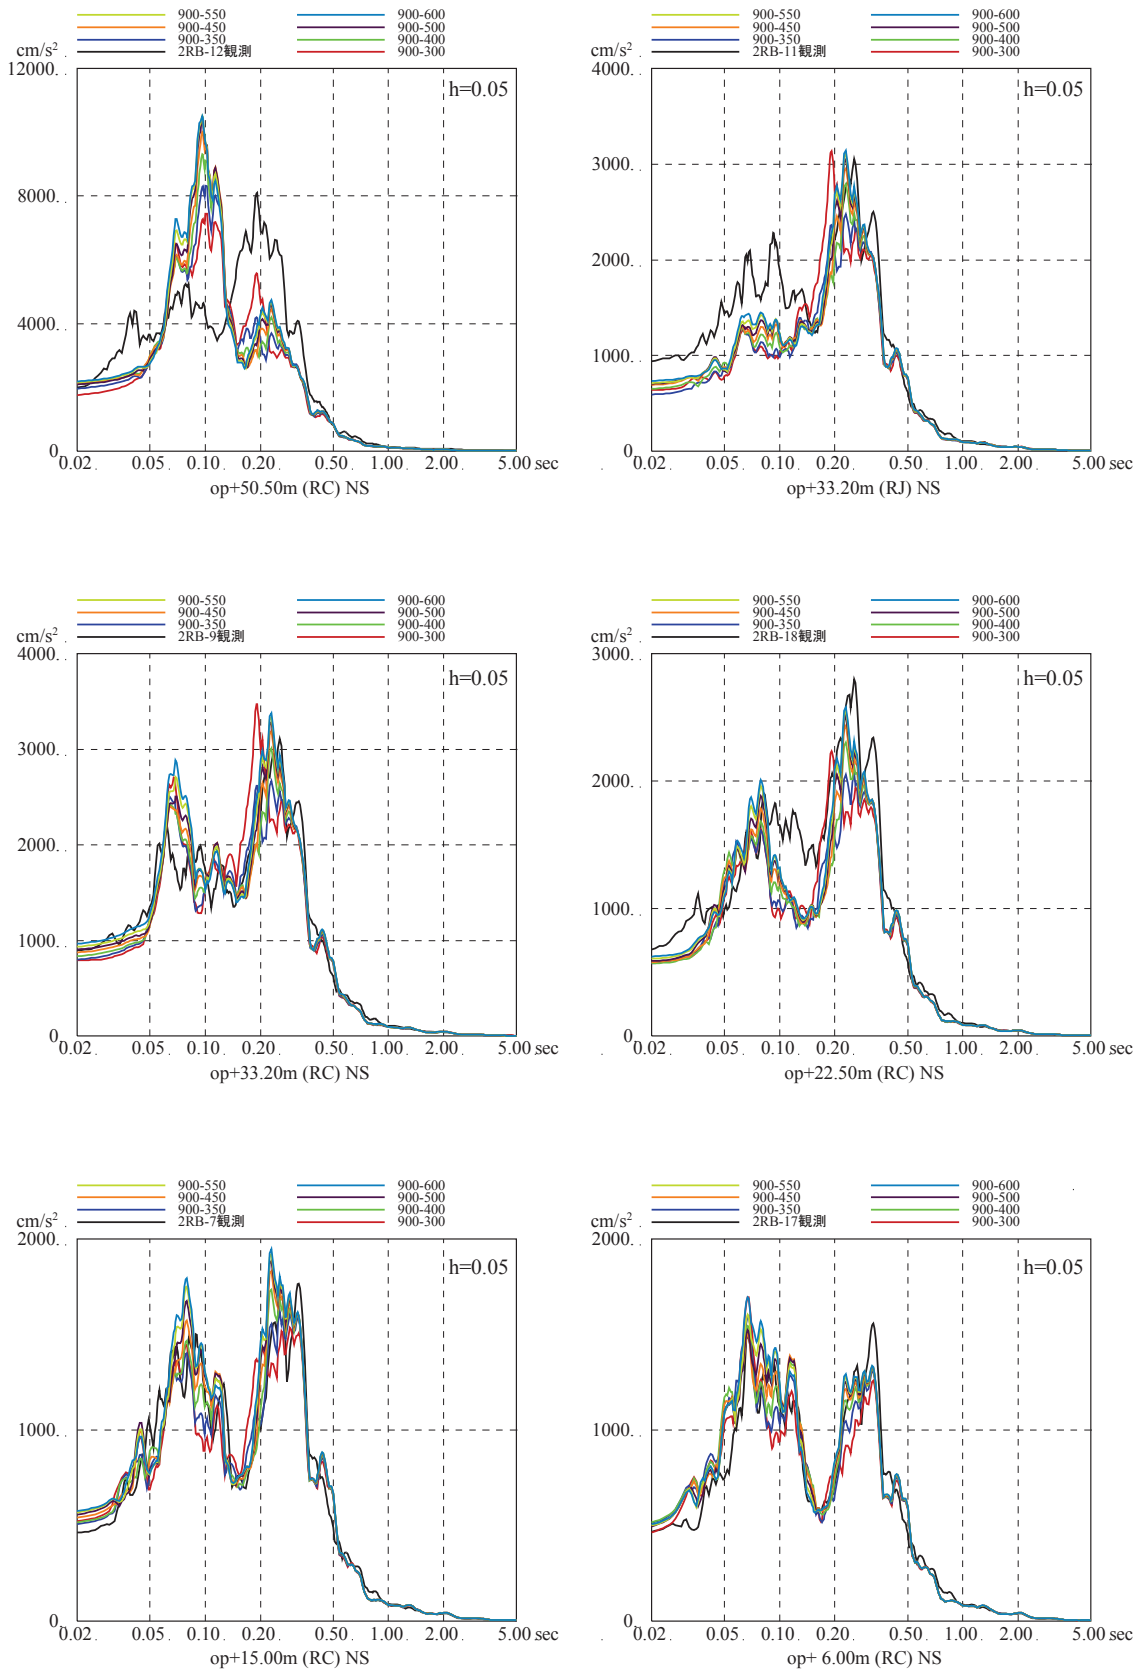 900-550 900-600
900-450 900-500
900-350 900-400
2RB-12観測 900-300
cm/s²
12000.
h=0.05
8000.
4000.
0
0.02 0.05 0.10 0.20 0.50 1.00 2.00 5.00 sec
op+50.50m (RC) NS
900-550 900-600
900-450 900-500
900-350 900-400
2RB-11観測 900-300
cm/s²
4000.
h=0.05
3000.
2000.
1000.
0
0.02 0.05 0.10 0.20 0.50 1.00 2.00 5.00 sec
op+33.20m (RJ) NS
900-550 900-600
900-450 900-500
900-350 900-400
2RB-9観測 900-300
cm/s²
4000.
h=0.05
3000.
2000.
1000.
0
0.02 0.05 0.10 0.20 0.50 1.00 2.00 5.00 sec
op+33.20m (RC) NS
900-550 900-600
900-450 900-500
900-350 900-400
2RB-18観測 900-300
cm/s²
3000.
h=0.05
2000.
1000.
0
0.02 0.05 0.10 0.20 0.50 1.00 2.00 5.00 sec
op+22.50m (RC) NS
900-550 900-600
900-450 900-500
900-350 900-400
2RB-7観測 900-300
cm/s²
2000.
h=0.05
1000.
0
0.02 0.05 0.10 0.20 0.50 1.00 2.00 5.00 sec
op+15.00m (RC) NS
900-550 900-600
900-450 900-500
900-350 900-400
2RB-17観測 900-300
cm/s²
2000.
h=0.05
1000.
0
0.02 0.05 0.10 0.20 0.50 1.00 2.00 5.00 sec
op+ 6.00m (RC) NS